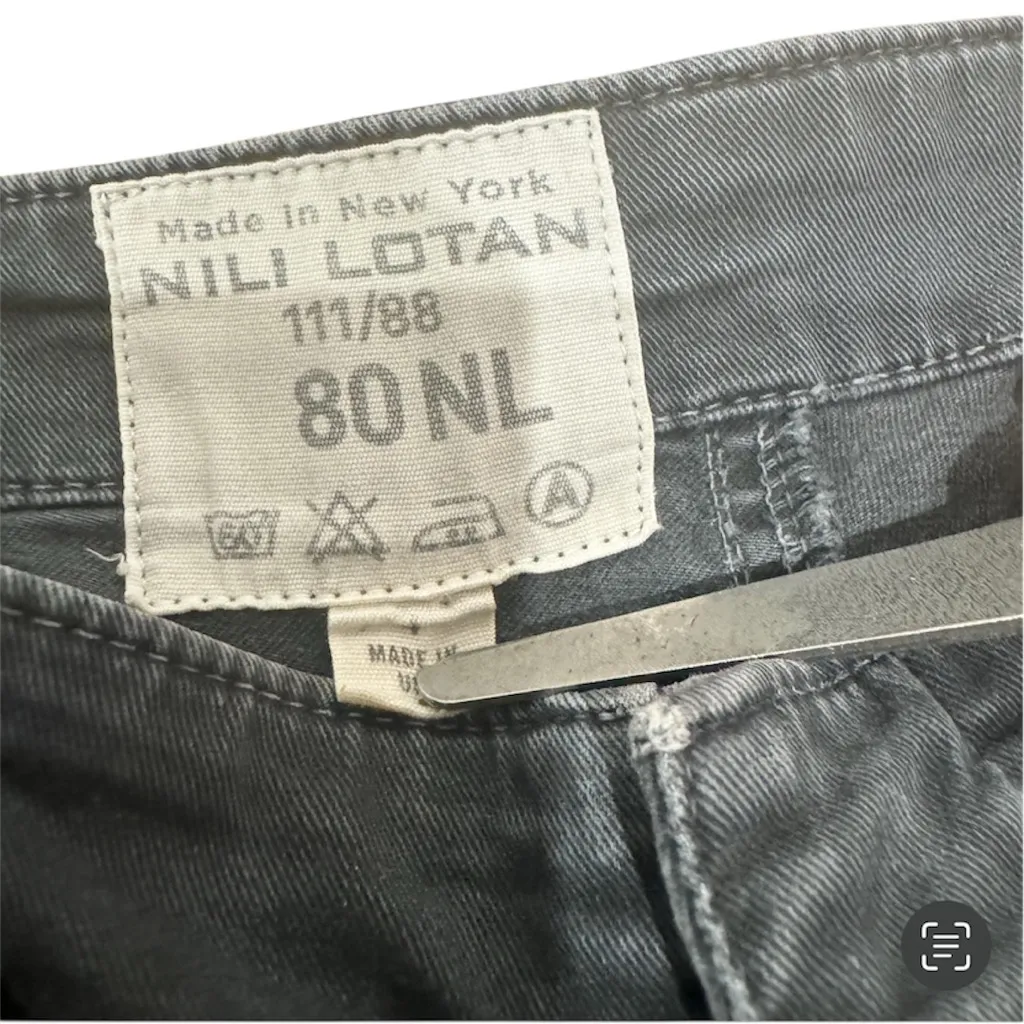 Made in New York
NILI LOTAN
111/88
80 NL
A
MADE IN